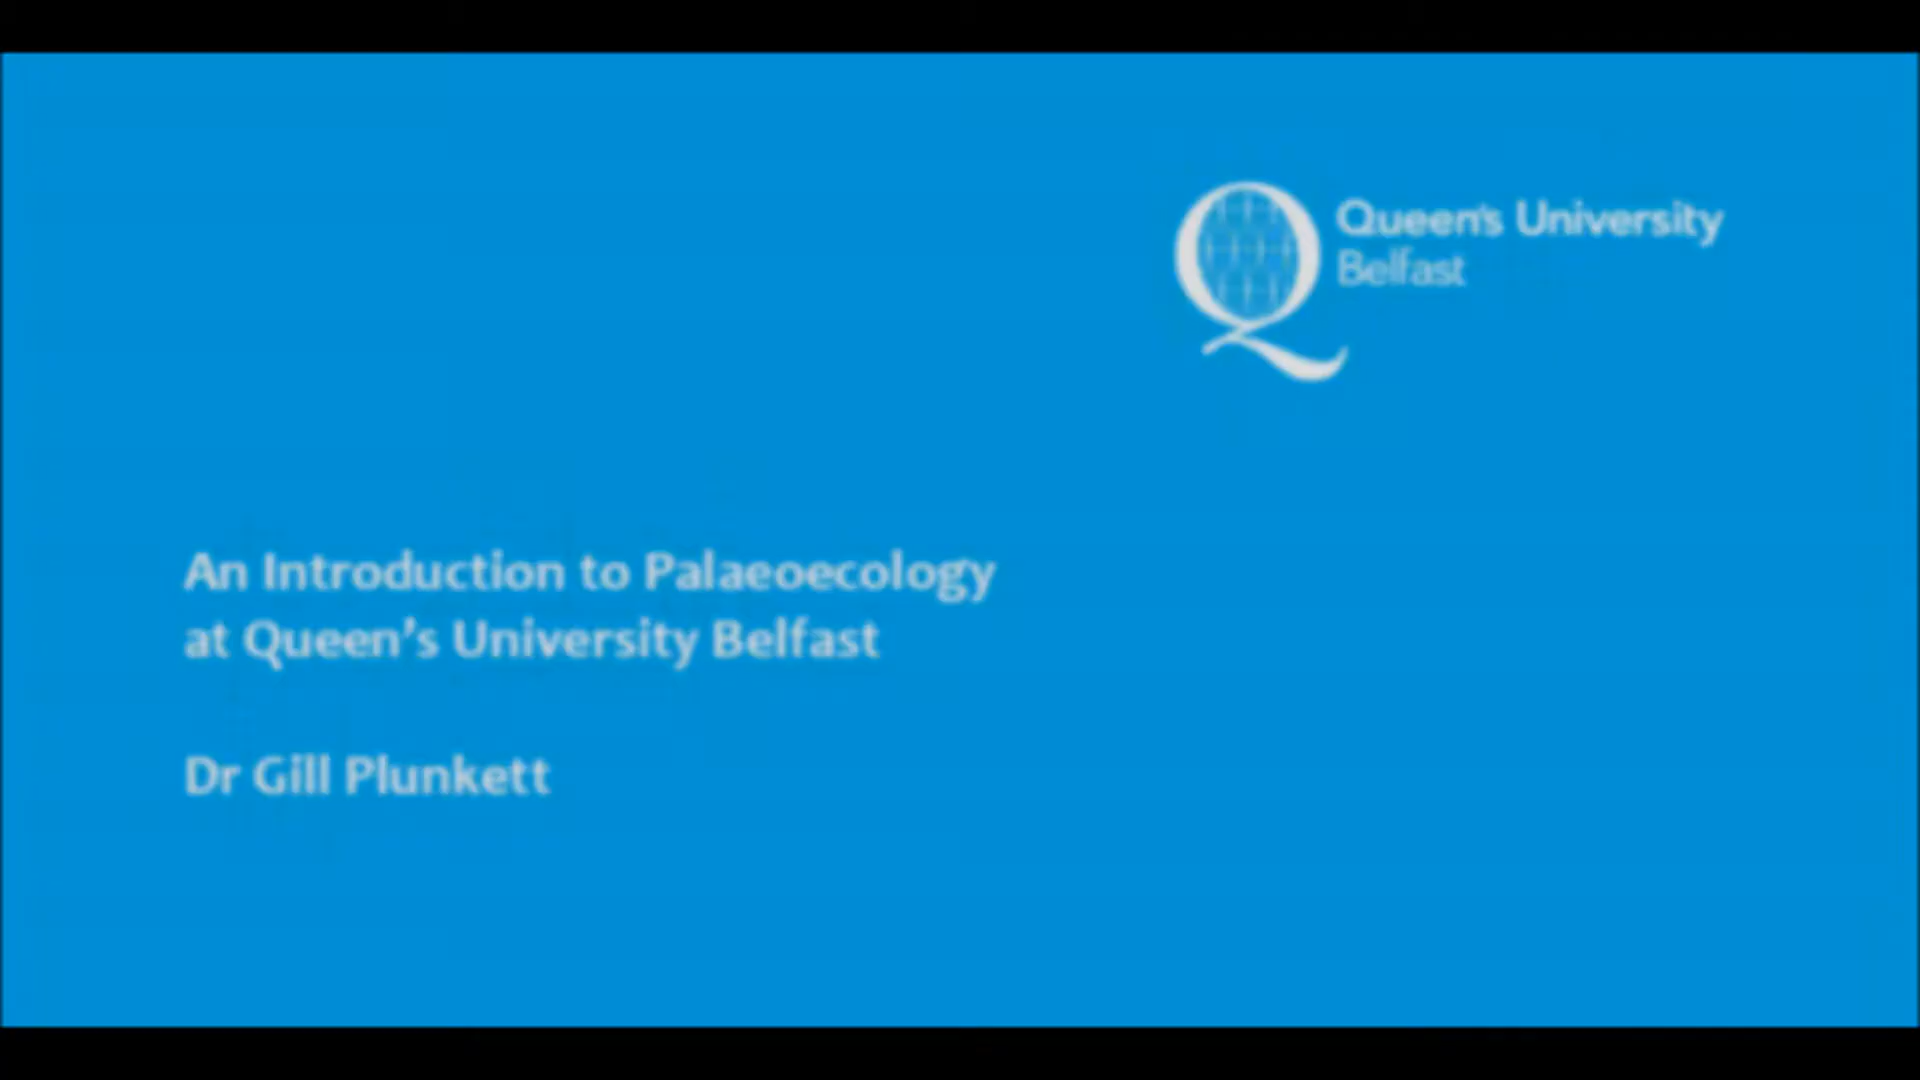 Queen's University
Belfast
An Introduction to Palaeoecology
at Queen’s University Belfast
Dr Gill Plunkett